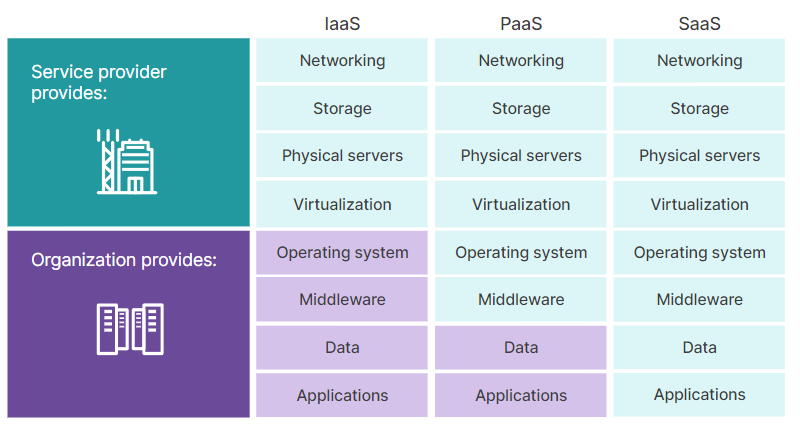 IaaS PaaS SaaS
Service provider
provides:
Networking Networking Networking
Storage Storage Storage
Physical servers Physical servers Physical servers
Virtualization Virtualization Virtualization
Organization provides:
Operating system Operating system Operating system
Middleware Middleware Middleware
Data Data Data
Applications Applications Applications